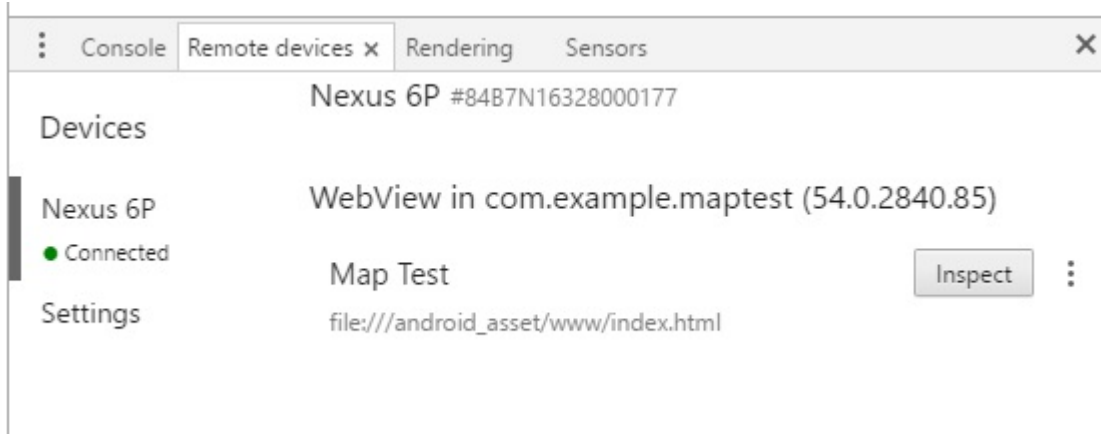 Console Remote devices × Rendering Sensors ×
Nexus 6P #84B7N16328000177
Devices
WebView in com.example.maptest (54.0.2840.85)
Nexus 6P
Connected
Map Test Inspect
Settings
file:///android_asset/www/index.html